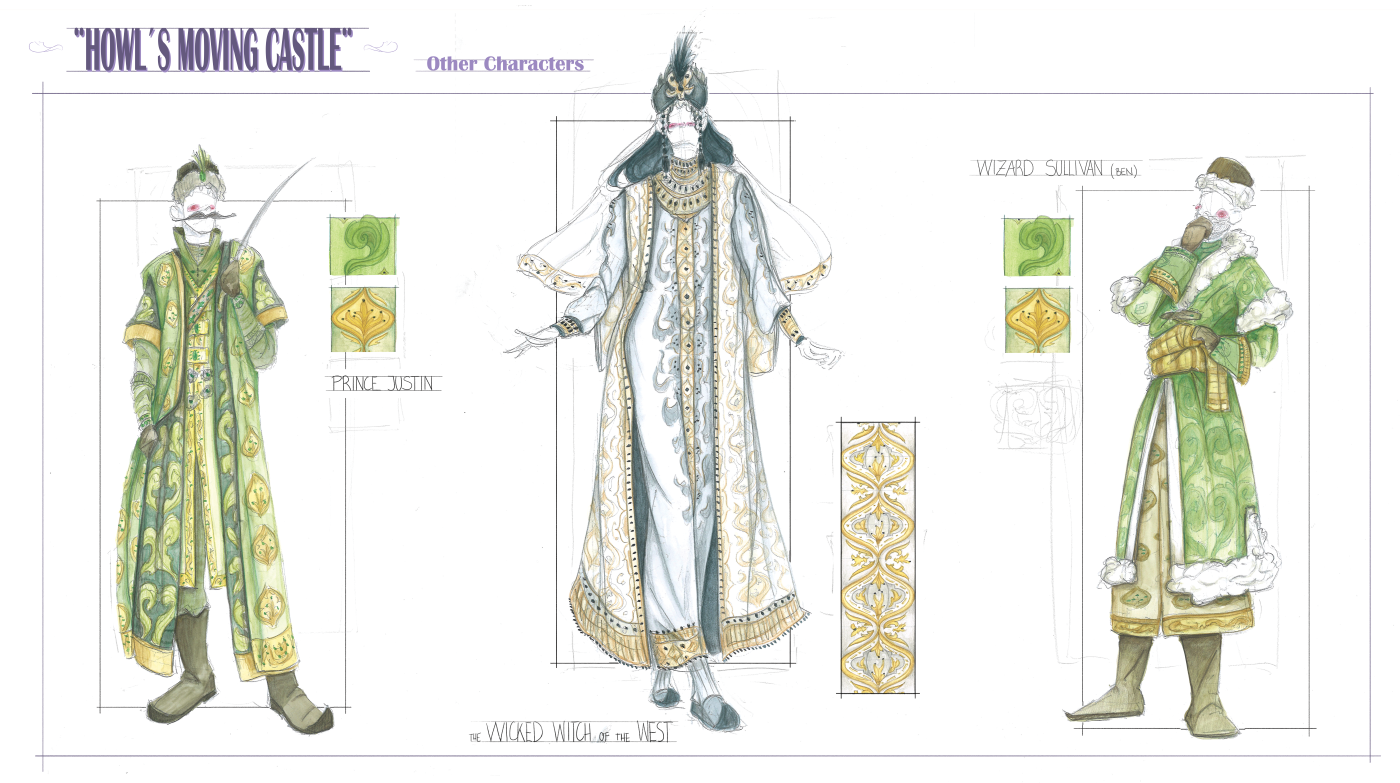 "HOWL´S MOVING CASTLE"
Other Characters
WIZARD SULLIVAN (BEN)
PRINCE JUSTIN
THE WICKED WITCH OF THE WEST